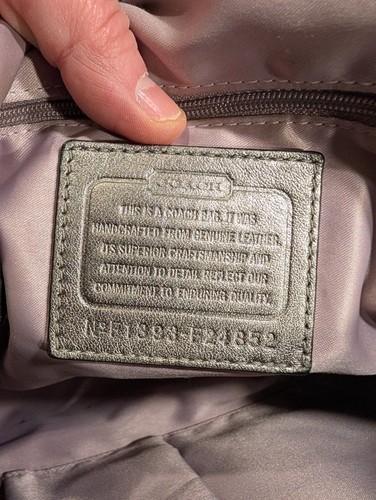 COACH
THIS IS A COACH BAG. IT WAS
HANDCRAFTED FROM GENUINE LEATHER.
ITS SUPERIOR CRAFTSMANSHIP AND
ATTENTION TO DETAIL REFLECT OUR
COMMITMENT TO ENDURING QUALITY.
Nº F1393-F24852